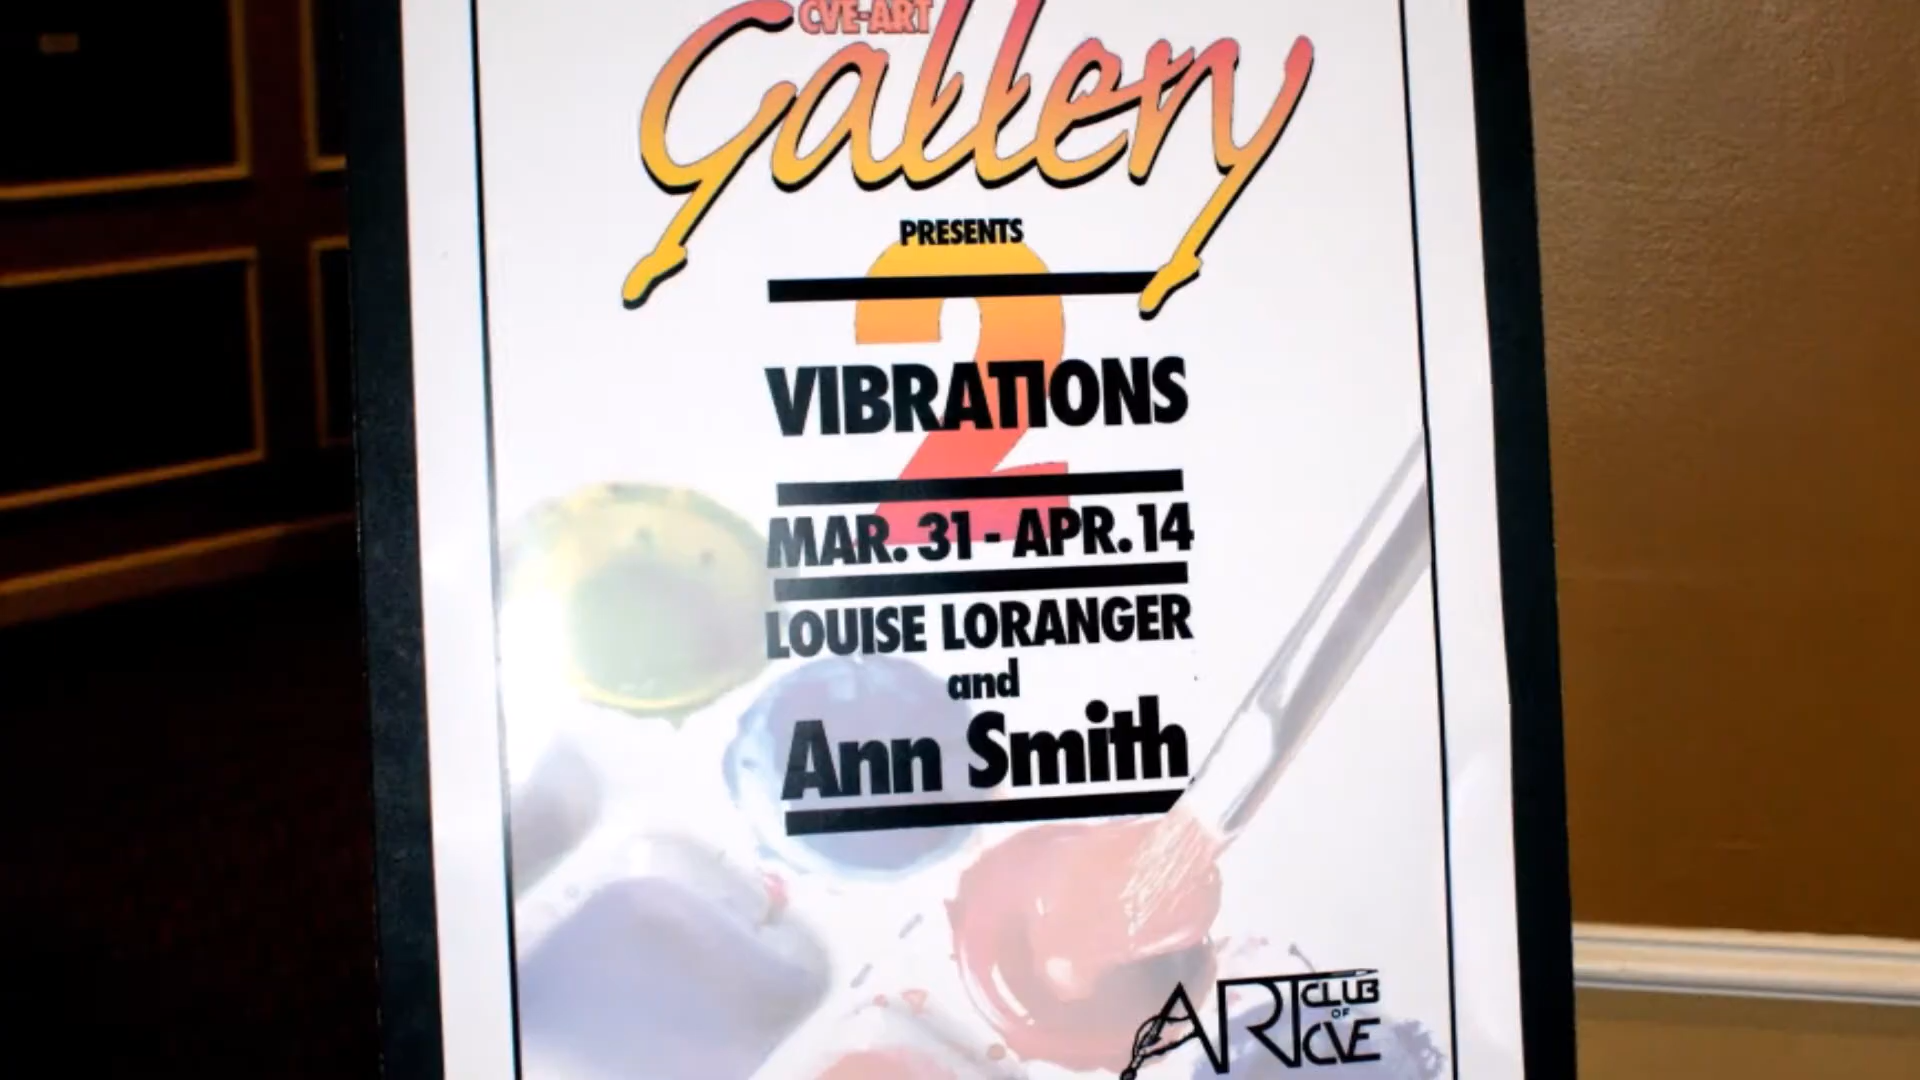 CVE-ART
Gallery
PRESENTS
2
VIBRATIONS
MAR. 31 - APR. 14
LOUISE LORANGER
and
Ann Smith
ART CLUB
OF
CVE